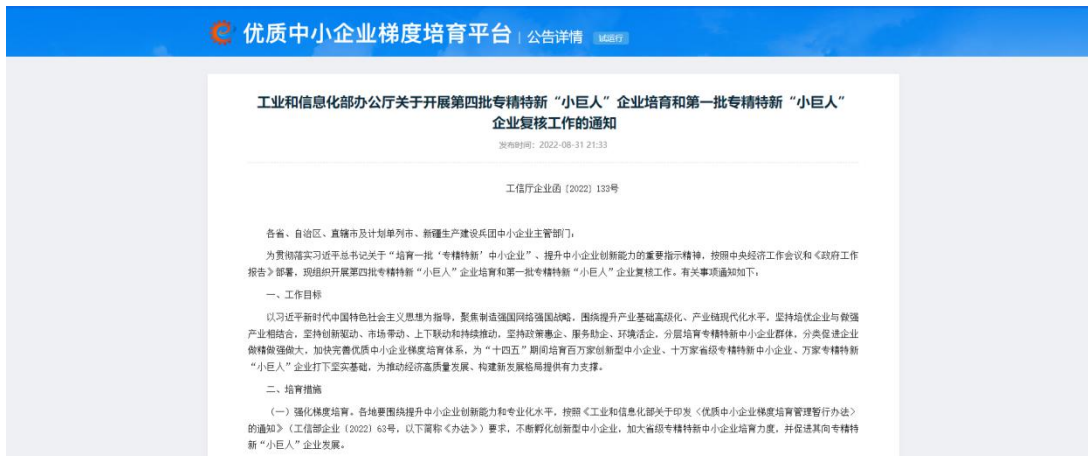 优质中小企业梯度培育平台 | 公告详情 试运行
工业和信息化部办公厅关于开展第四批专精特新“小巨人”企业培育和第一批专精特新“小巨人”
企业复核工作的通知
发布时间：2022-08-31 21:33
工信厅企业函〔2022〕133号
各省、自治区、直辖市及计划单列市、新疆生产建设兵团中小企业主管部门：
为贯彻落实习近平总书记关于“培育一批‘专精特新’中小企业”、提升中小企业创新能力的重要指示精神，按照中央经济工作会议和《政府工作
报告》部署，现组织开展第四批专精特新“小巨人”企业培育和第一批专精特新“小巨人”企业复核工作。有关事项通知如下：
一、工作目标
以习近平新时代中国特色社会主义思想为指导，聚焦制造强国网络强国战略，围绕提升产业基础高级化、产业链现代化水平，坚持培优企业与做强
产业相结合，坚持创新驱动、市场带动、上下联动和持续推动，坚持政策惠企、服务助企、环境活企，分层培育专精特新中小企业群体，分类促进企业
做精做强做大，加快完善优质中小企业梯度培育体系，为“十四五”期间培育百万家创新型中小企业、十万家省级专精特新中小企业、万家专精特新
“小巨人”企业打下坚实基础，为推动经济高质量发展、构建新发展格局提供有力支撑。
二、培育措施
（一）强化梯度培育。各地要围绕提升中小企业创新能力和专业化水平，按照《工业和信息化部关于印发〈优质中小企业梯度培育管理暂行办法〉
的通知》（工信部企业〔2022〕63号，以下简称《办法》）要求，不断孵化创新型中小企业，加大省级专精特新中小企业培育力度，并促进其向专精特
新“小巨人”企业发展。